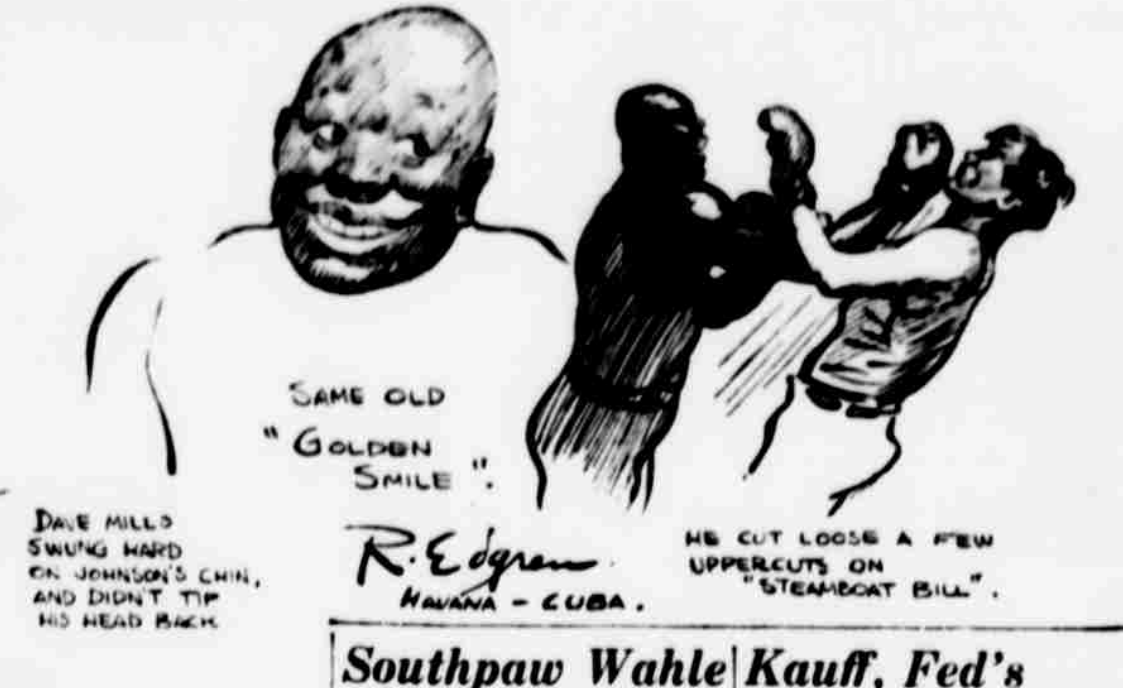 SAME OLD
"GOLDEN
SMILE".
DAVE MILLS
SWUNG HARD
ON JOHNSON'S CHIN,
AND DIDN'T TIP
HIS HEAD BACK
R. Edgren
HAVANA - CUBA.
HE CUT LOOSE A FEW
UPPERCUTS ON
"STEAMBOAT BILL".
Southpaw Wahle
Kauff, Fed's